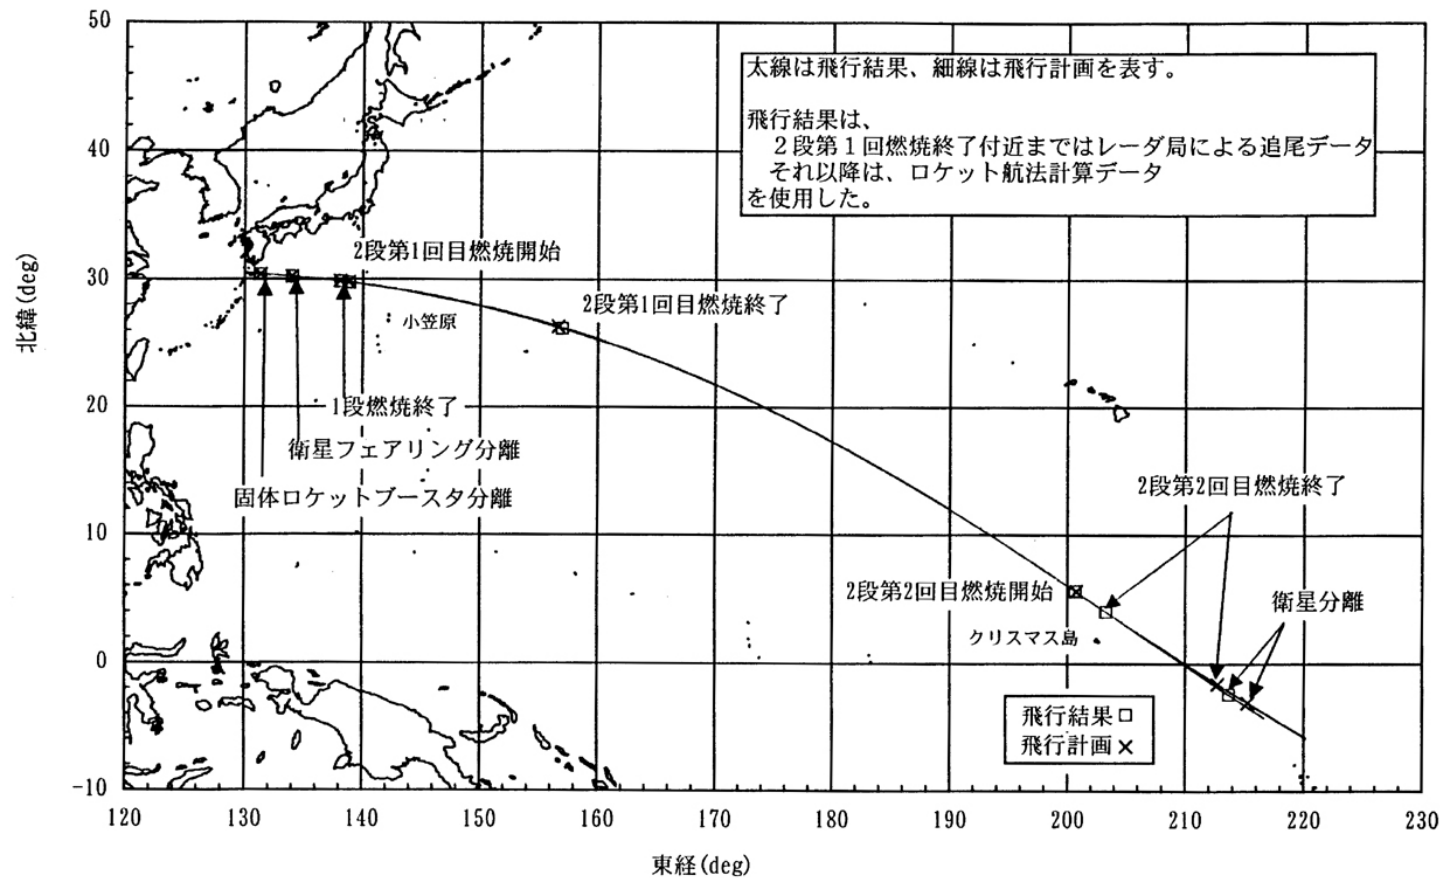 太線は飛行結果、細線は飛行計画を表す。
飛行結果は、
２段第１回燃焼終了付近まではレーダ局による追尾データ
それ以降は、ロケット航法計算データ
を使用した。
50
40
30
20
10
0
-10
北緯(deg)
2段第1回目燃焼開始
2段第1回目燃焼終了
小笠原
1段燃焼終了
衛星フェアリング分離
固体ロケットブースタ分離
2段第2回目燃焼終了
2段第2回目燃焼開始
衛星分離
クリスマス島
飛行結果□
飛行計画×
120 130 140 150 160 170 180 190 200 210 220 230
東経(deg)